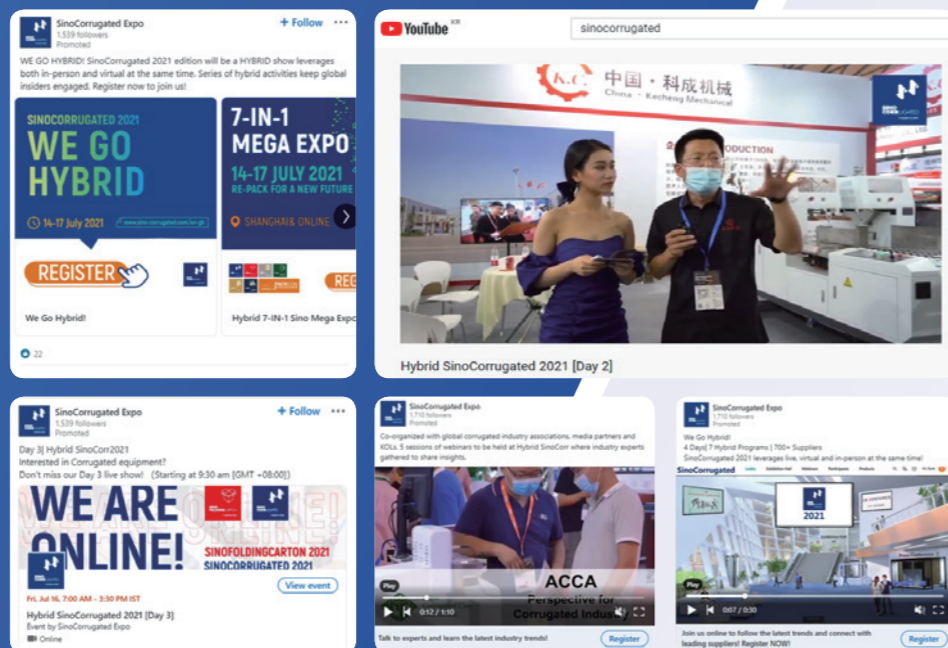 SinoCorrugated Expo
1,539 followers
Promoted
+ Follow
WE GO HYBRID! SinoCorrugated 2021 edition will be a HYBRID show leverages
both in-person and virtual at the same time. Series of hybrid activities keep global
insiders engaged. Register now to join us!
SINOCORRUGATED 2021
WE GO
HYBRID
14-17 July 2021
REGISTER
We Go Hybrid!
7-IN-1
MEGA EXPO
14-17 JULY 2021
RE-PACK FOR A NEW FUTURE
SHANGHAI& ONLINE
REG
Hybrid 7-IN-1 Sino Mega Expo
22
YouTube KR
sinocorrugated
K.C.
中国·科成机械
China · Kecheng Mechanical
Hybrid SinoCorrugated 2021 [Day 2]
SinoCorrugated Expo
1,539 followers
Promoted
+ Follow
Day 3| Hybrid SinoCorr2021
Interested in Corrugated equipment?
Don't miss our Day 3 live show! (Starting at 9:30 am [GMT +08:00])
WE ARE
ONLINE!
SINOFOLDINGCARTON 2021
SINOCORRUGATED 2021
View event
Fri, Jul 16, 7:00 AM - 3:30 PM IST
Hybrid SinoCorrugated 2021 [Day 3]
Event by SinoCorrugated Expo
Online
SinoCorrugated Expo
1,710 followers
Promoted
Co-organized with global corrugated industry associations, media partners and
KOLs. 5 sessions of webinars to be held at Hybrid SinoCorr where industry experts
gathered to share insights.
Play
ACCA
Perspective for
Corrugated Indus
0:12 / 1:10
Talk to experts and learn the latest industry trends!
Register
SinoCorrugated Expo
1,710 followers
Promoted
We Go Hybrid!
4 Days| 7 Hybrid Programs | 700+ Suppliers
SinoCorrugated 2021 leverages live, virtual and in-person at the same time!
SinoCorrugated
Lobby Exhibition Hall Webinars Participants Products
2021
Play
0:07 / 0:30
Join us online to follow the latest trends and connect with
leading suppliers! Register NOW!
Register